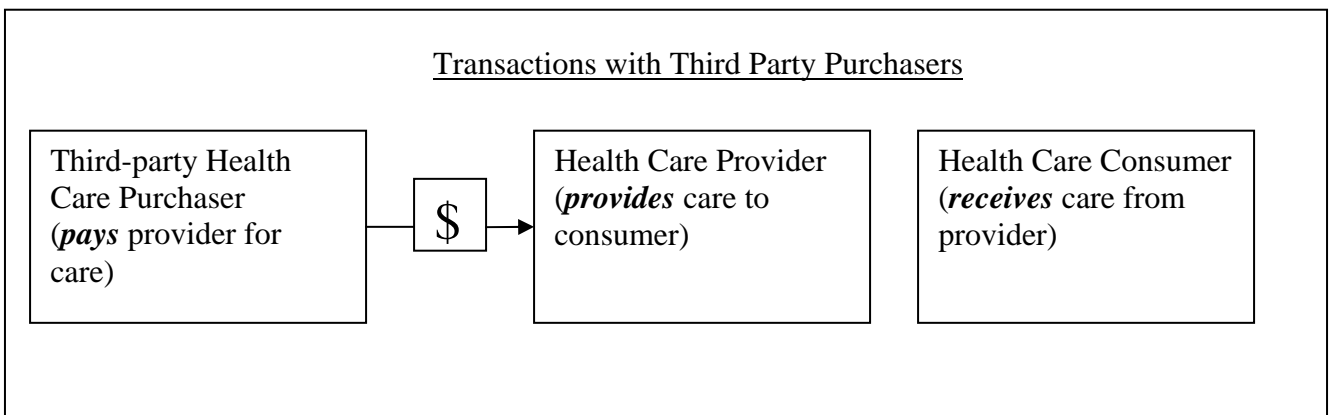 Transactions with Third Party Purchasers
Third-party Health
Care Purchaser
(pays provider for
care)
$
Health Care Provider
(provides care to
consumer)
Health Care Consumer
(receives care from
provider)